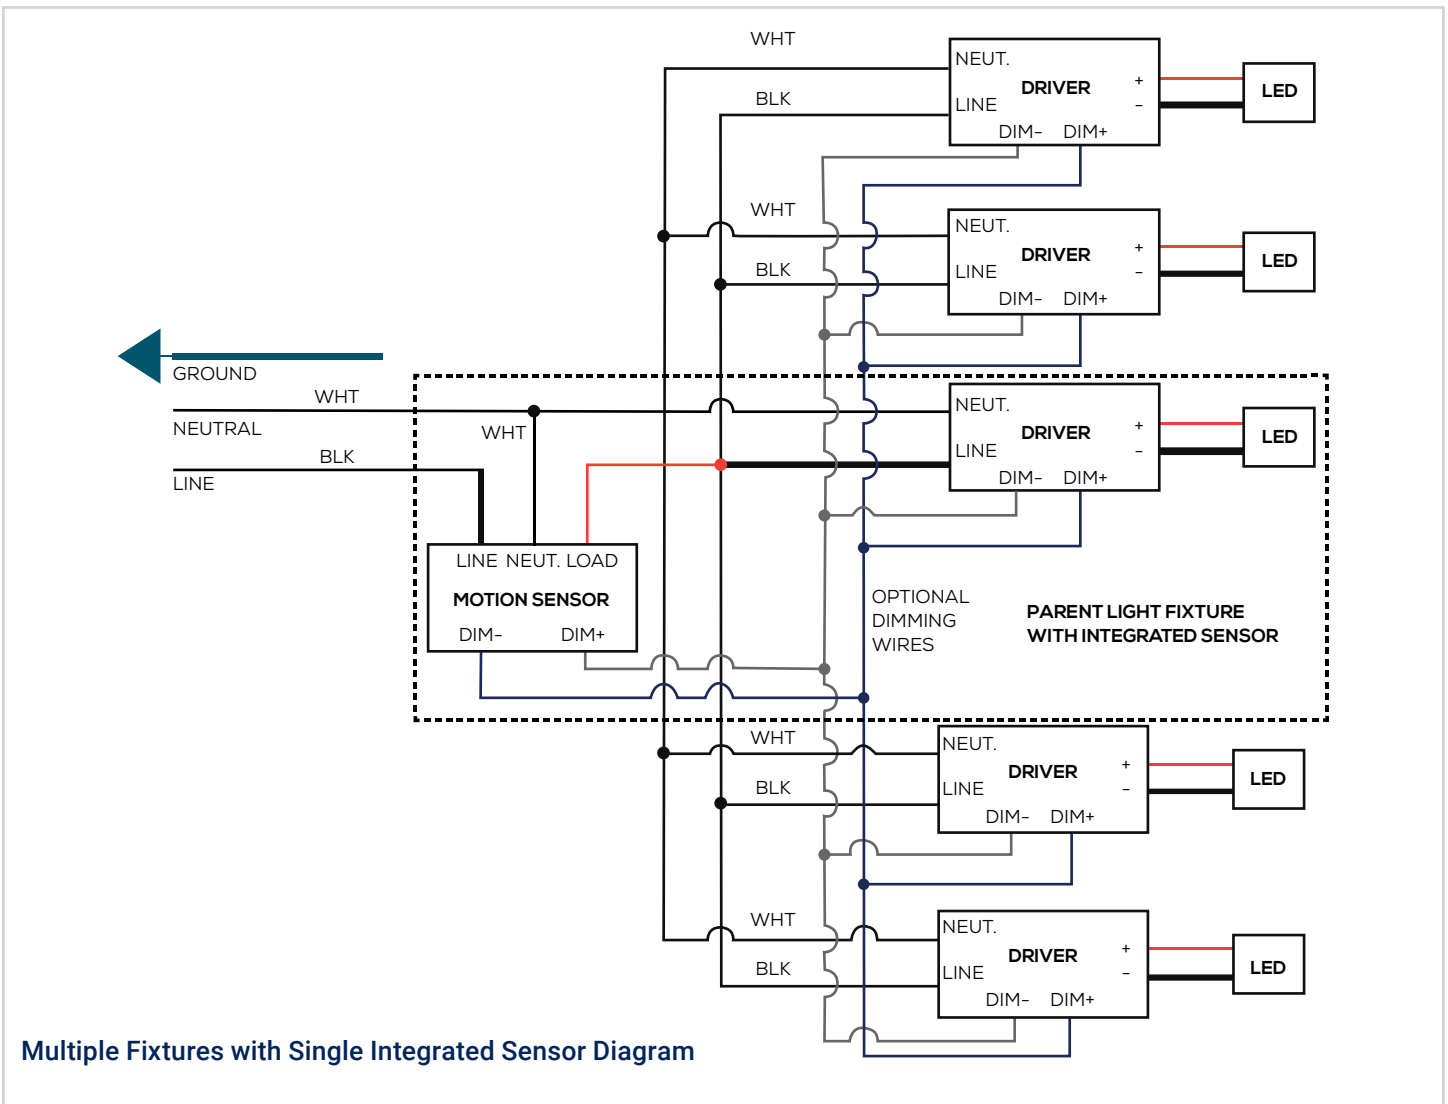 WHT
NEUT.
DRIVER
+
LED
BLK
LINE
−
DIM− DIM+
WHT
NEUT.
DRIVER
+
LED
BLK
LINE
−
DIM− DIM+
GROUND
WHT
NEUTRAL
WHT
BLK
LINE
NEUT.
DRIVER
+
LED
LINE
−
DIM− DIM+
LINE NEUT. LOAD
MOTION SENSOR
DIM− DIM+
OPTIONAL
DIMMING
WIRES
PARENT LIGHT FIXTURE
WITH INTEGRATED SENSOR
WHT
NEUT.
DRIVER
+
LED
BLK
LINE
−
DIM− DIM+
WHT
NEUT.
DRIVER
+
LED
BLK
LINE
−
DIM− DIM+
Multiple Fixtures with Single Integrated Sensor Diagram